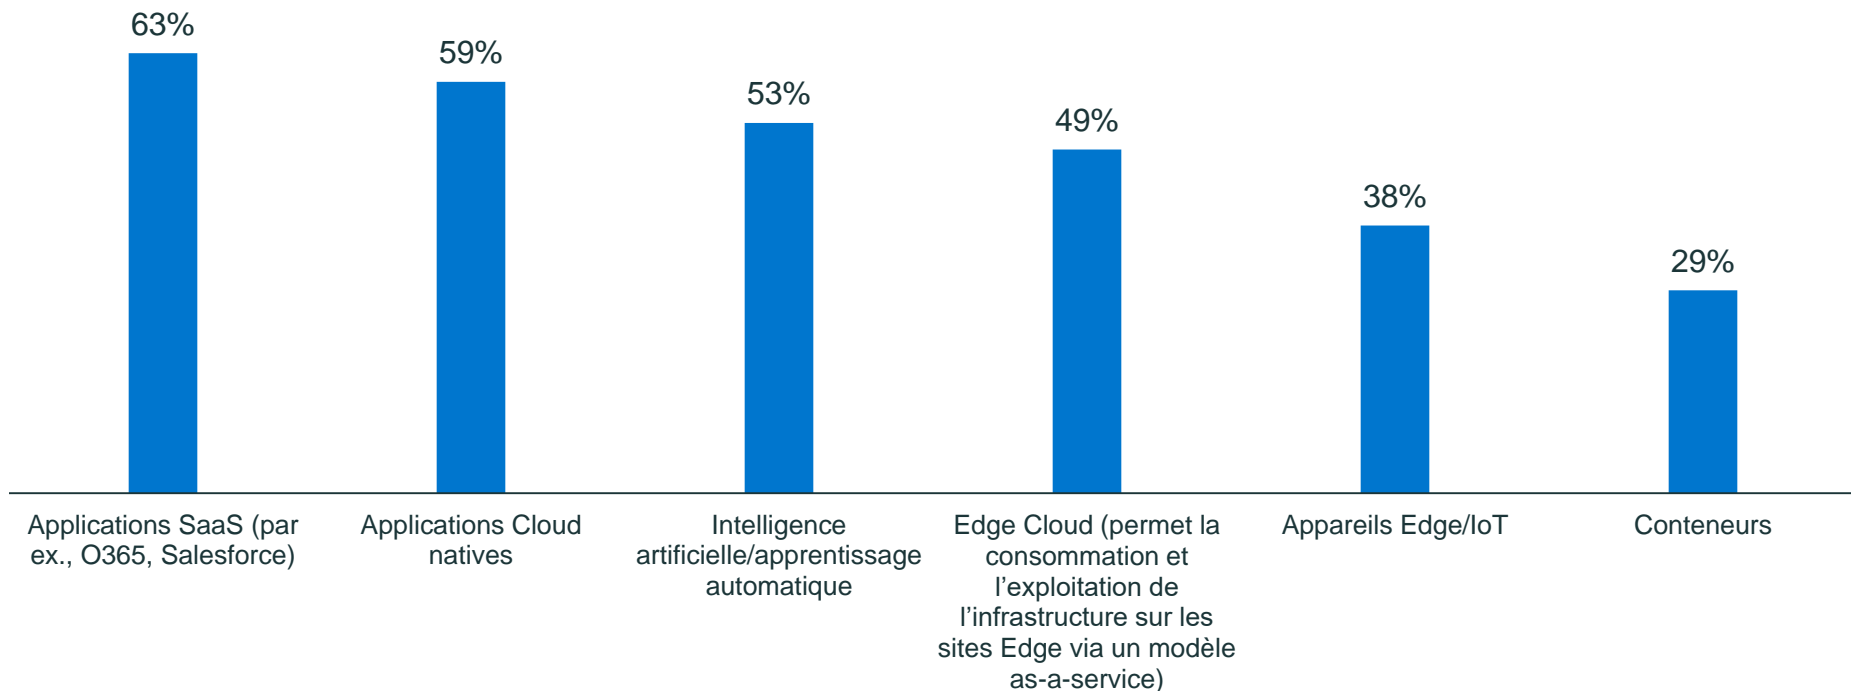 63%
59%
53%
49%
38%
29%
Applications SaaS (par
ex., O365, Salesforce)
Applications Cloud
natives
Intelligence
artificielle/apprentissage
automatique
Edge Cloud (permet la
consommation et
l’exploitation de
l’infrastructure sur les
sites Edge via un modèle
as-a-service)
Appareils Edge/IoT
Conteneurs